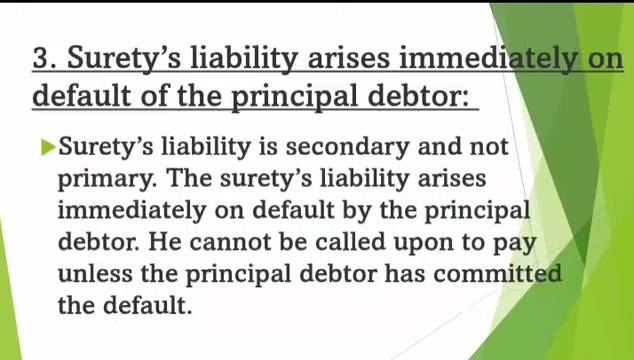 3. Surety's liability arises immediately on
default of the principal debtor:
Surety's liability is secondary and not
primary. The surety's liability arises
immediately on default by the principal
debtor. He cannot be called upon to pay
unless the principal debtor has committed
the default.